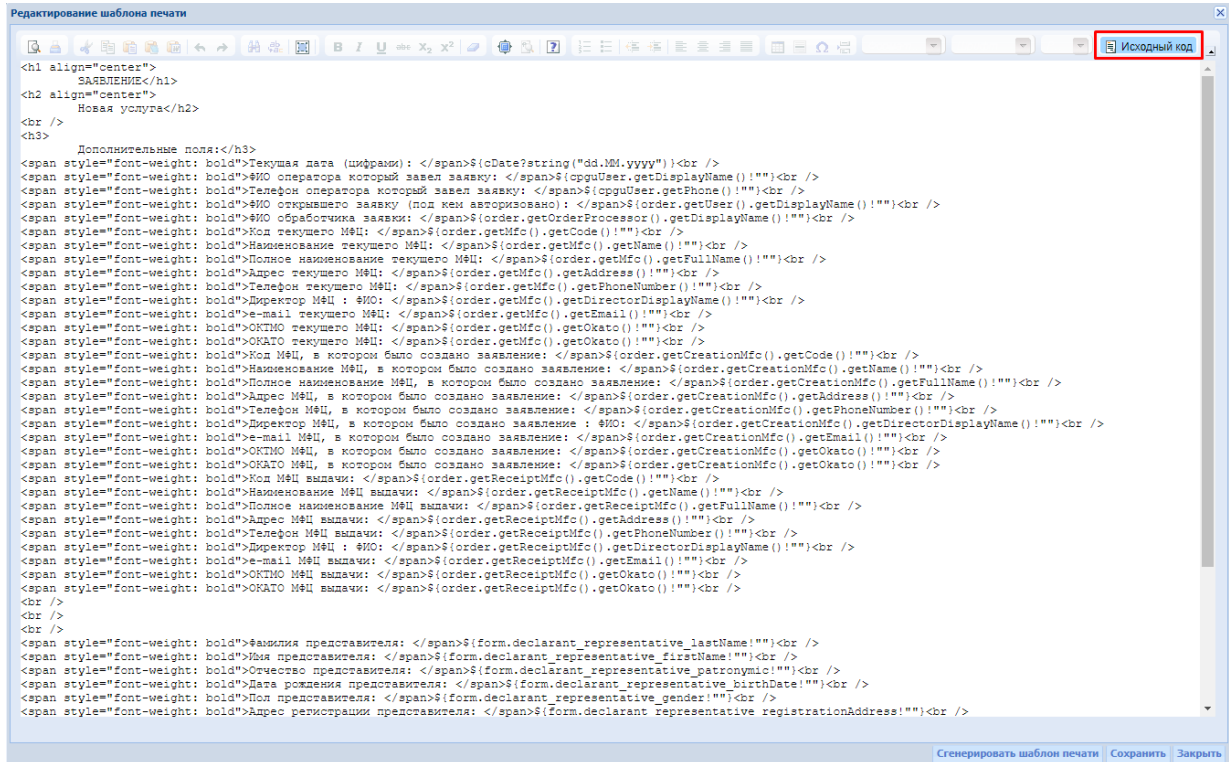 Редактирование шаблона печати
B I U abc X₂ X²
Исходный код
<h1 align="center">
ЗАЯВЛЕНИЕ</h1>
<h2 align="center">
Новая услуга</h2>
<br />
<h3>
Дополнительные поля:</h3>
<span style="font-weight: bold">Текущая дата (цифрами): </span>${cDate?string("dd.MM.yyyy")}<br />
<span style="font-weight: bold">ФИО оператора который завел заявку: </span>${cpguUser.getDisplayName()!""}<br />
<span style="font-weight: bold">Телефон оператора который завел заявку: </span>${cpguUser.getPhone()!""}<br />
<span style="font-weight: bold">ФИО открывшего заявку (под кем авторизовано): </span>${order.getUser().getDisplayName()!""}<br />
<span style="font-weight: bold">ФИО обработчика заявки: </span>${order.getOrderProcessor().getDisplayName()!""}<br />
<span style="font-weight: bold">Код текущего МФЦ: </span>${order.getMfc().getCode()!""}<br />
<span style="font-weight: bold">Наименование текущего МФЦ: </span>${order.getMfc().getName()!""}<br />
<span style="font-weight: bold">Полное наименование текущего МФЦ: </span>${order.getMfc().getFullName()!""}<br />
<span style="font-weight: bold">Адрес текущего МФЦ: </span>${order.getMfc().getAddress()!""}<br />
<span style="font-weight: bold">Телефон текущего МФЦ: </span>${order.getMfc().getPhoneNumber()!""}<br />
<span style="font-weight: bold">Директор МФЦ : ФИО: </span>${order.getMfc().getDirectorDisplayName()!""}<br />
<span style="font-weight: bold">e-mail текущего МФЦ: </span>${order.getMfc().getEmail()!""}<br />
<span style="font-weight: bold">ОКТМО текущего МФЦ: </span>${order.getMfc().getOkato()!""}<br />
<span style="font-weight: bold">ОКАТО текущего МФЦ: </span>${order.getMfc().getOkato()!""}<br />
<span style="font-weight: bold">Код МФЦ, в котором было создано заявление: </span>${order.getCreationMfc().getCode()!""}<br />
<span style="font-weight: bold">Наименование МФЦ, в котором было создано заявление: </span>${order.getCreationMfc().getName()!""}<br />
<span style="font-weight: bold">Полное наименование МФЦ, в котором было создано заявление: </span>${order.getCreationMfc().getFullName()!""}<br />
<span style="font-weight: bold">Адрес МФЦ, в котором было создано заявление: </span>${order.getCreationMfc().getAddress()!""}<br />
<span style="font-weight: bold">Телефон МФЦ, в котором было создано заявление: </span>${order.getCreationMfc().getPhoneNumber()!""}<br />
<span style="font-weight: bold">Директор МФЦ, в котором было создано заявление : ФИО: </span>${order.getCreationMfc().getDirectorDisplayName()!""}<br />
<span style="font-weight: bold">e-mail МФЦ, в котором было создано заявление: </span>${order.getCreationMfc().getEmail()!""}<br />
<span style="font-weight: bold">ОКТМО МФЦ, в котором было создано заявление: </span>${order.getCreationMfc().getOkato()!""}<br />
<span style="font-weight: bold">ОКАТО МФЦ, в котором было создано заявление: </span>${order.getCreationMfc().getOkato()!""}<br />
<span style="font-weight: bold">Код МФЦ выдачи: </span>${order.getReceiptMfc().getCode()!""}<br />
<span style="font-weight: bold">Наименование МФЦ выдачи: </span>${order.getReceiptMfc().getName()!""}<br />
<span style="font-weight: bold">Полное наименование МФЦ выдачи: </span>${order.getReceiptMfc().getFullName()!""}<br />
<span style="font-weight: bold">Адрес МФЦ выдачи: </span>${order.getReceiptMfc().getAddress()!""}<br />
<span style="font-weight: bold">Телефон МФЦ выдачи: </span>${order.getReceiptMfc().getPhoneNumber()!""}<br />
<span style="font-weight: bold">Директор МФЦ : ФИО: </span>${order.getReceiptMfc().getDirectorDisplayName()!""}<br />
<span style="font-weight: bold">e-mail МФЦ выдачи: </span>${order.getReceiptMfc().getEmail()!""}<br />
<span style="font-weight: bold">ОКТМО МФЦ выдачи: </span>${order.getReceiptMfc().getOkato()!""}<br />
<span style="font-weight: bold">ОКАТО МФЦ выдачи: </span>${order.getReceiptMfc().getOkato()!""}<br />
<br />
<br />
<br />
<span style="font-weight: bold">Фамилия представителя: </span>${form.declarant_representative_lastName!""}<br />
<span style="font-weight: bold">Имя представителя: </span>${form.declarant_representative_firstName!""}<br />
<span style="font-weight: bold">Отчество представителя: </span>${form.declarant_representative_patronymic!""}<br />
<span style="font-weight: bold">Дата рождения представителя: </span>${form.declarant_representative_birthDate!""}<br />
<span style="font-weight: bold">Пол представителя: </span>${form.declarant_representative_gender!""}<br />
<span style="font-weight: bold">Адрес регистрации представителя: </span>${form.declarant_representative_registrationAddress!""}<br />
Сгенерировать шаблон печати Сохранить Закрыть